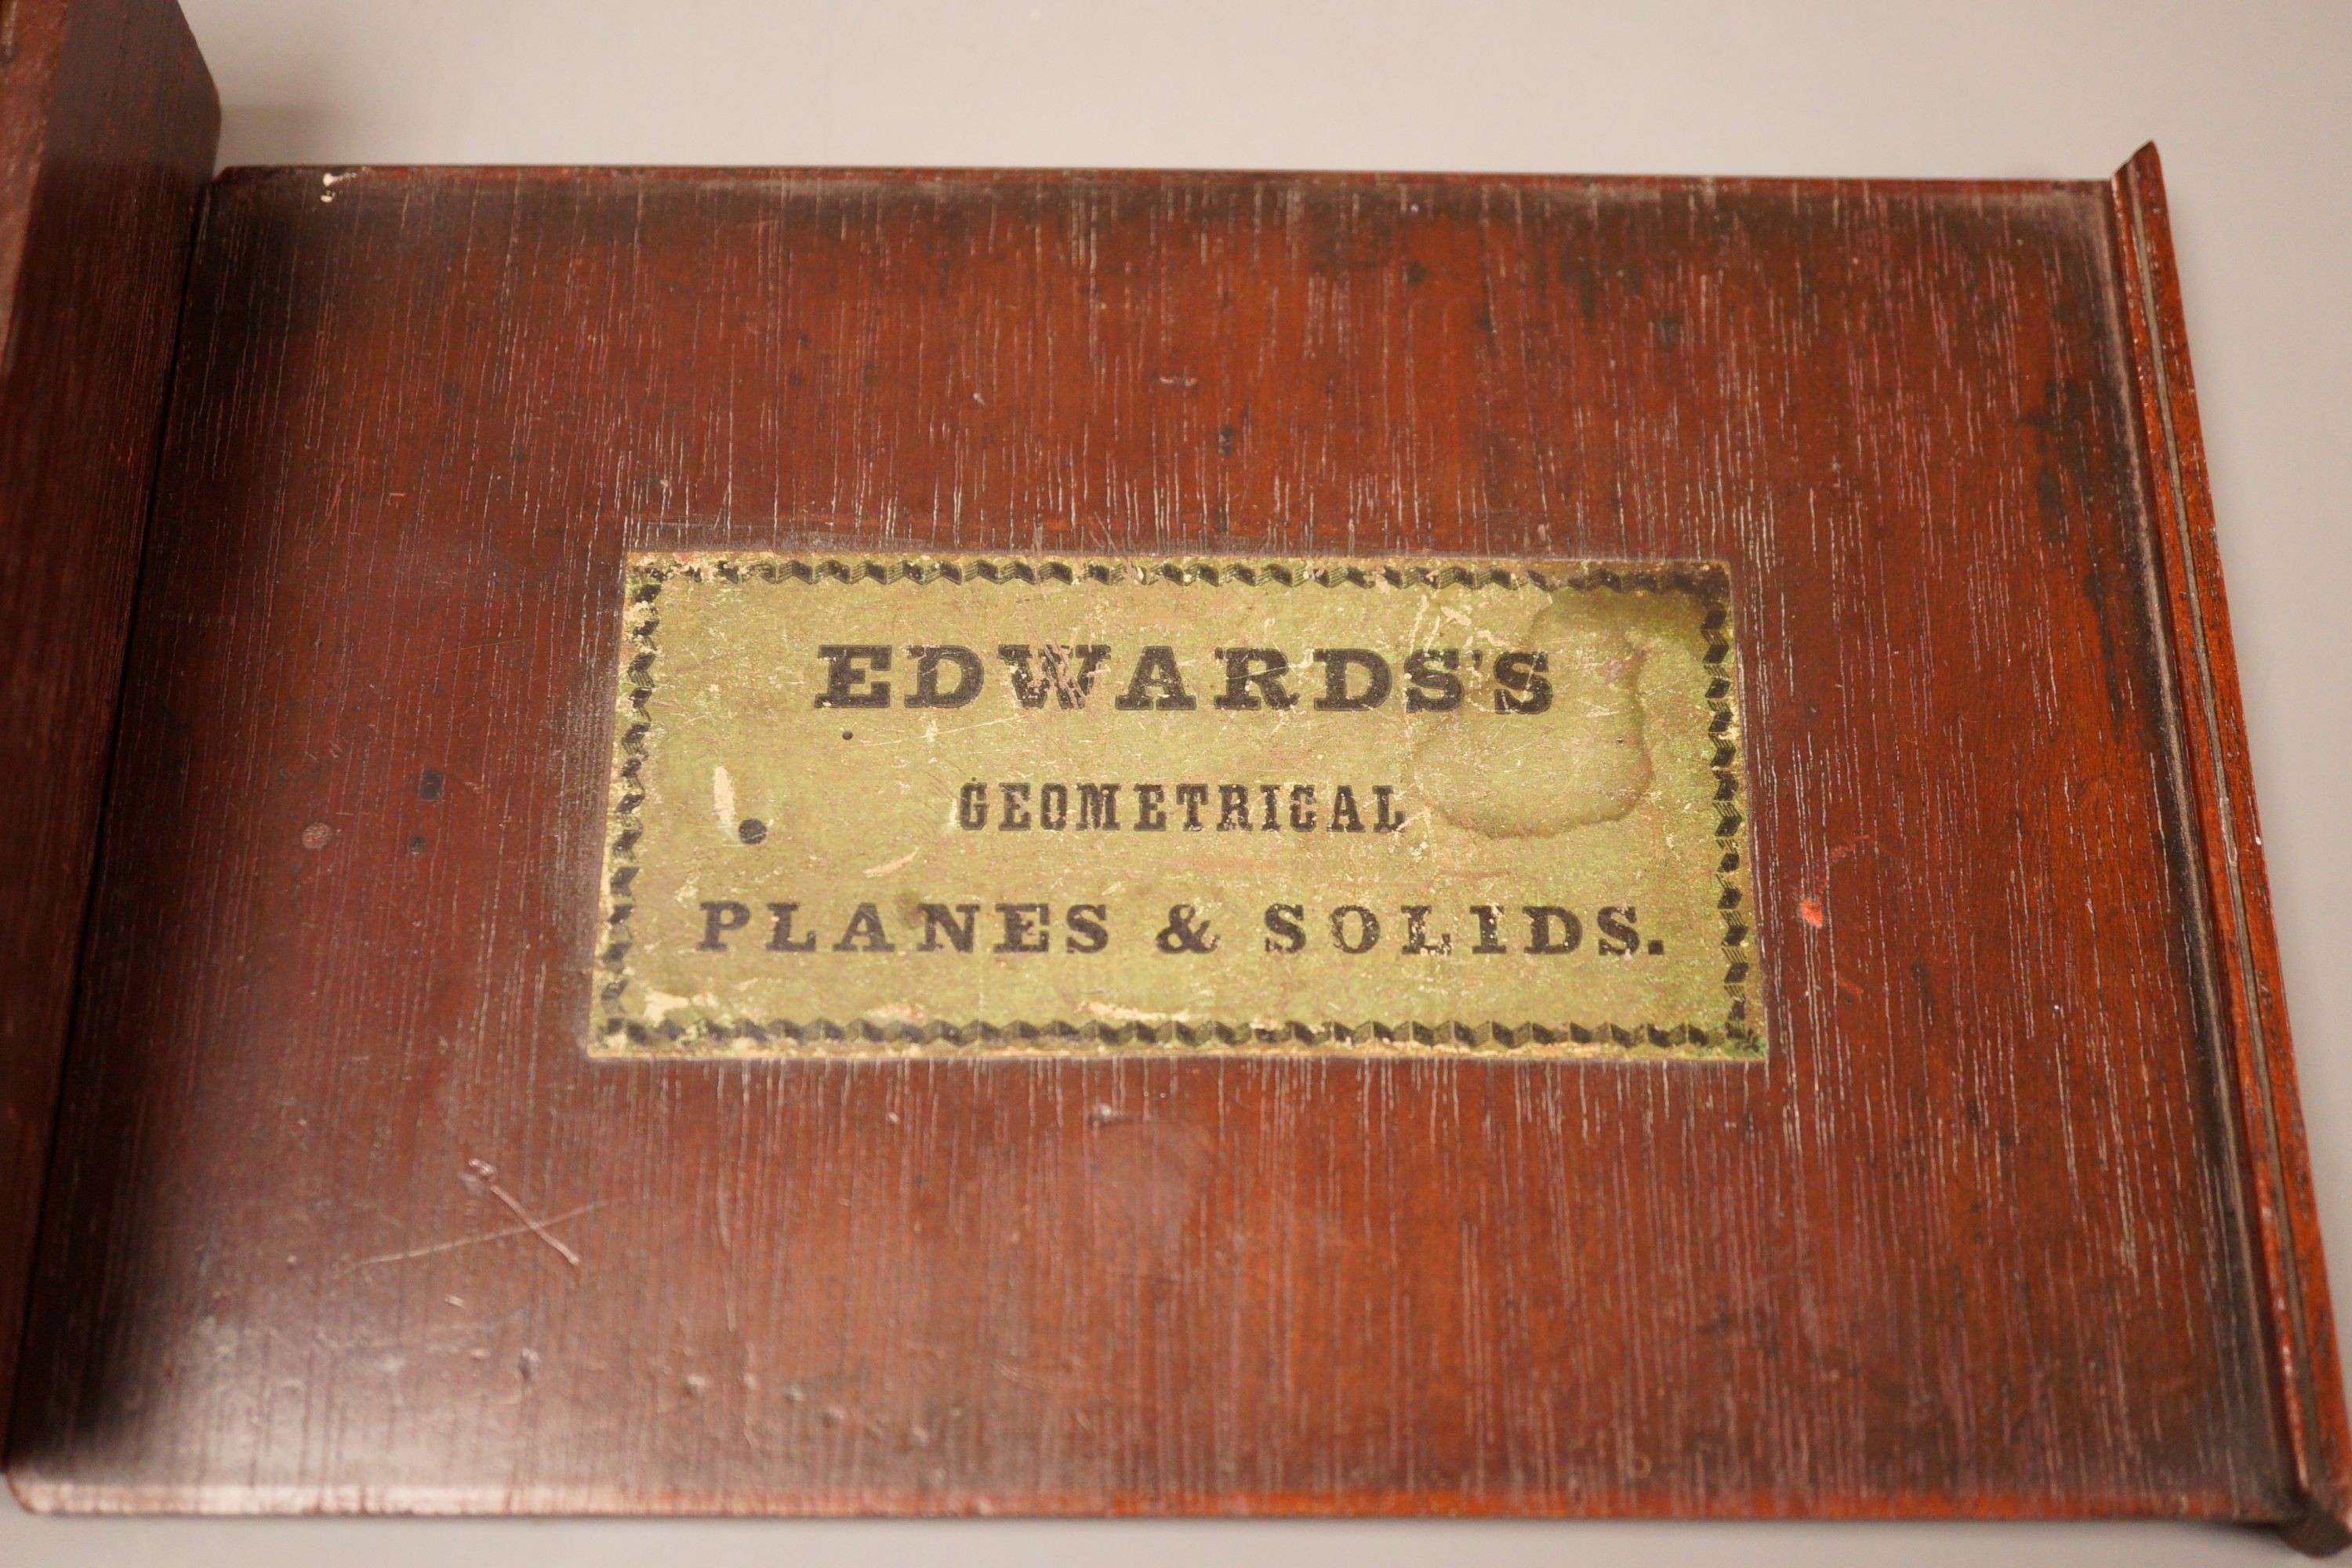 EDWARDS'S
GEOMETRICAL
PLANES & SOLIDS.